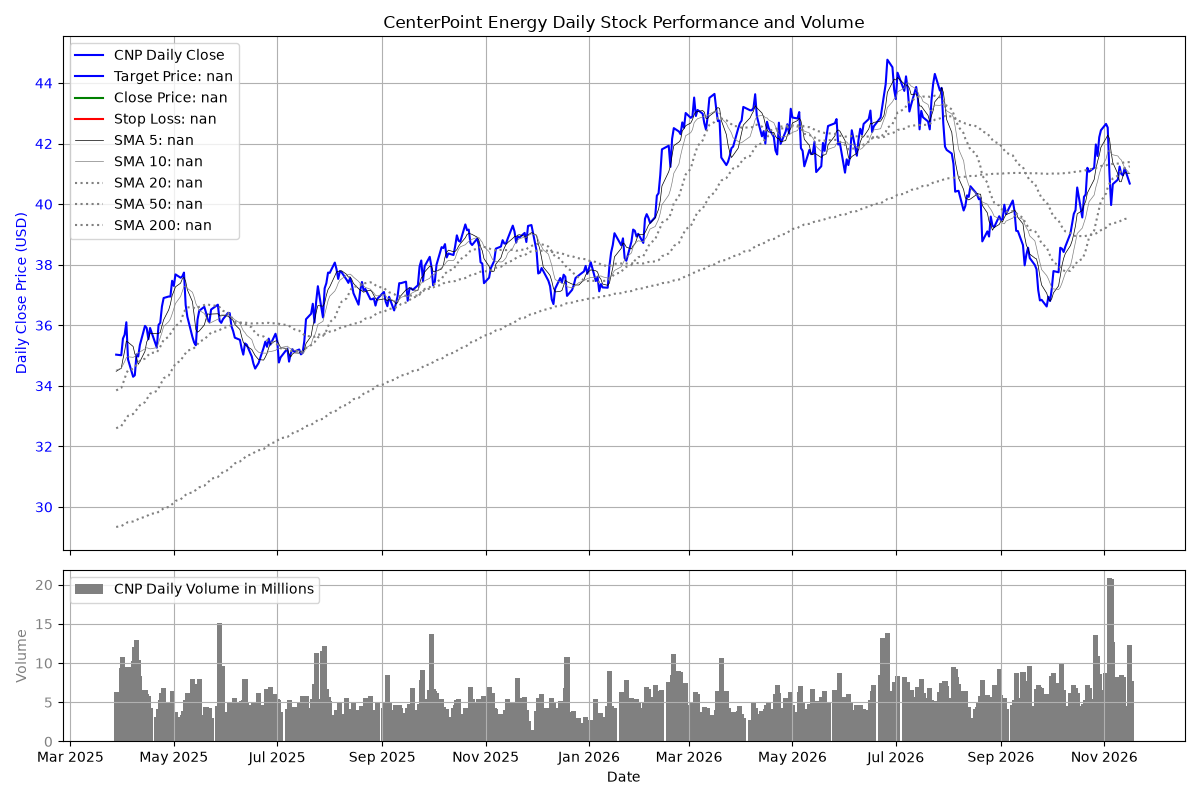 CenterPoint Energy Daily Stock Performance and Volume
CNP Daily Close
Target Price: nan
Close Price: nan
Stop Loss: nan
SMA 5: nan
SMA 10: nan
SMA 20: nan
SMA 50: nan
SMA 200: nan
Daily Close Price (USD)
44
42
40
38
36
34
32
30
CNP Daily Volume in Millions
Volume
20
15
10
5
0
Mar 2025 May 2025 Jul 2025 Sep 2025 Nov 2025 Jan 2026 Mar 2026 May 2026 Jul 2026 Sep 2026 Nov 2026
Date